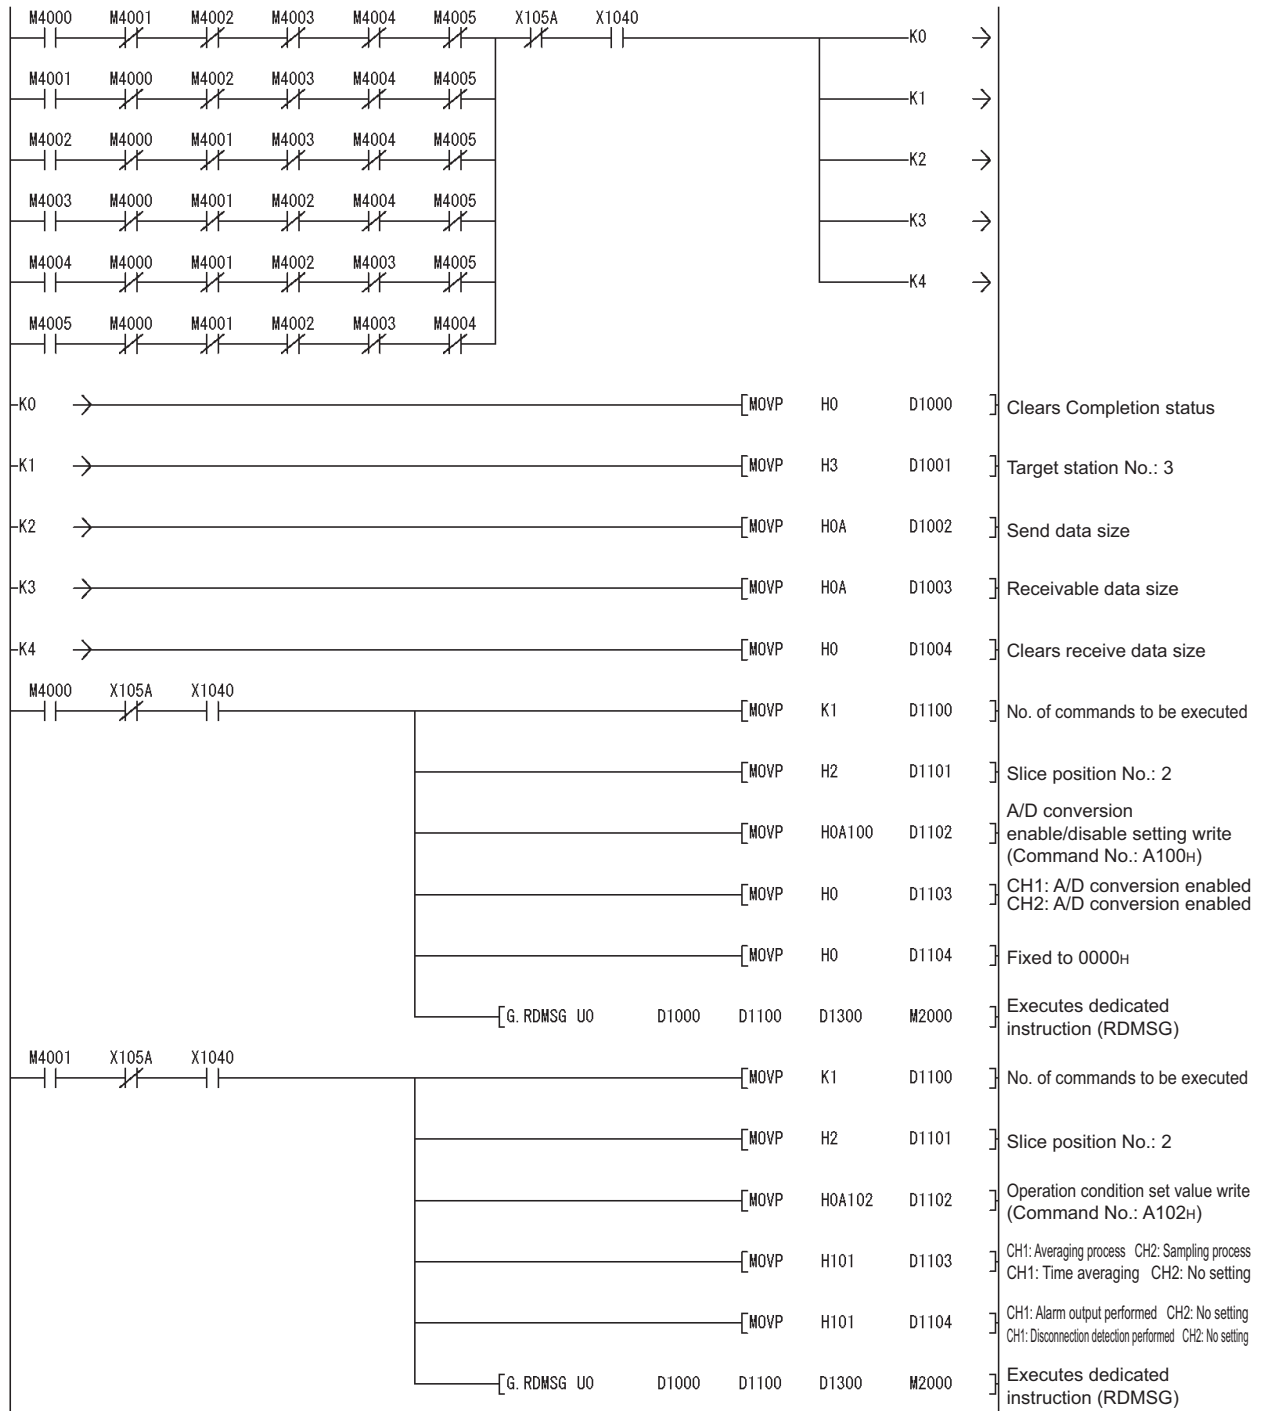 M4000 M4001 M4002 M4003 M4004 M4005 X105A X1040
K0
M4001 M4000 M4002 M4003 M4004 M4005
K1
M4002 M4000 M4001 M4003 M4004 M4005
K2
M4003 M4000 M4001 M4002 M4004 M4005
K3
M4004 M4000 M4001 M4002 M4003 M4005
K4
M4005 M4000 M4001 M4002 M4003 M4004
K0 [MOVP H0 D1000 ] Clears Completion status
K1 [MOVP H3 D1001 ] Target station No.: 3
K2 [MOVP H0A D1002 ] Send data size
K3 [MOVP H0A D1003 ] Receivable data size
K4 [MOVP H0 D1004 ] Clears receive data size
M4000 X105A X1040
[MOVP K1 D1100 ] No. of commands to be executed
[MOVP H2 D1101 ] Slice position No.: 2
A/D conversion
[MOVP H0A100 D1102 ] enable/disable setting write
(Command No.: A100H)
CH1: A/D conversion enabled
[MOVP H0 D1103 ] CH2: A/D conversion enabled
[MOVP H0 D1104 ] Fixed to 0000H
Executes dedicated
[G.RDMSG U0 D1000 D1100 D1300 M2000 ] instruction (RDMSG)
M4001 X105A X1040
[MOVP K1 D1100 ] No. of commands to be executed
[MOVP H2 D1101 ] Slice position No.: 2
Operation condition set value write
[MOVP H0A102 D1102 ] (Command No.: A102H)
CH1: Averaging process CH2: Sampling process
[MOVP H101 D1103 ] CH1: Time averaging CH2: No setting
CH1: Alarm output performed CH2: No setting
[MOVP H101 D1104 ] CH1: Disconnection detection performed CH2: No setting
Executes dedicated
[G.RDMSG U0 D1000 D1100 D1300 M2000 ] instruction (RDMSG)